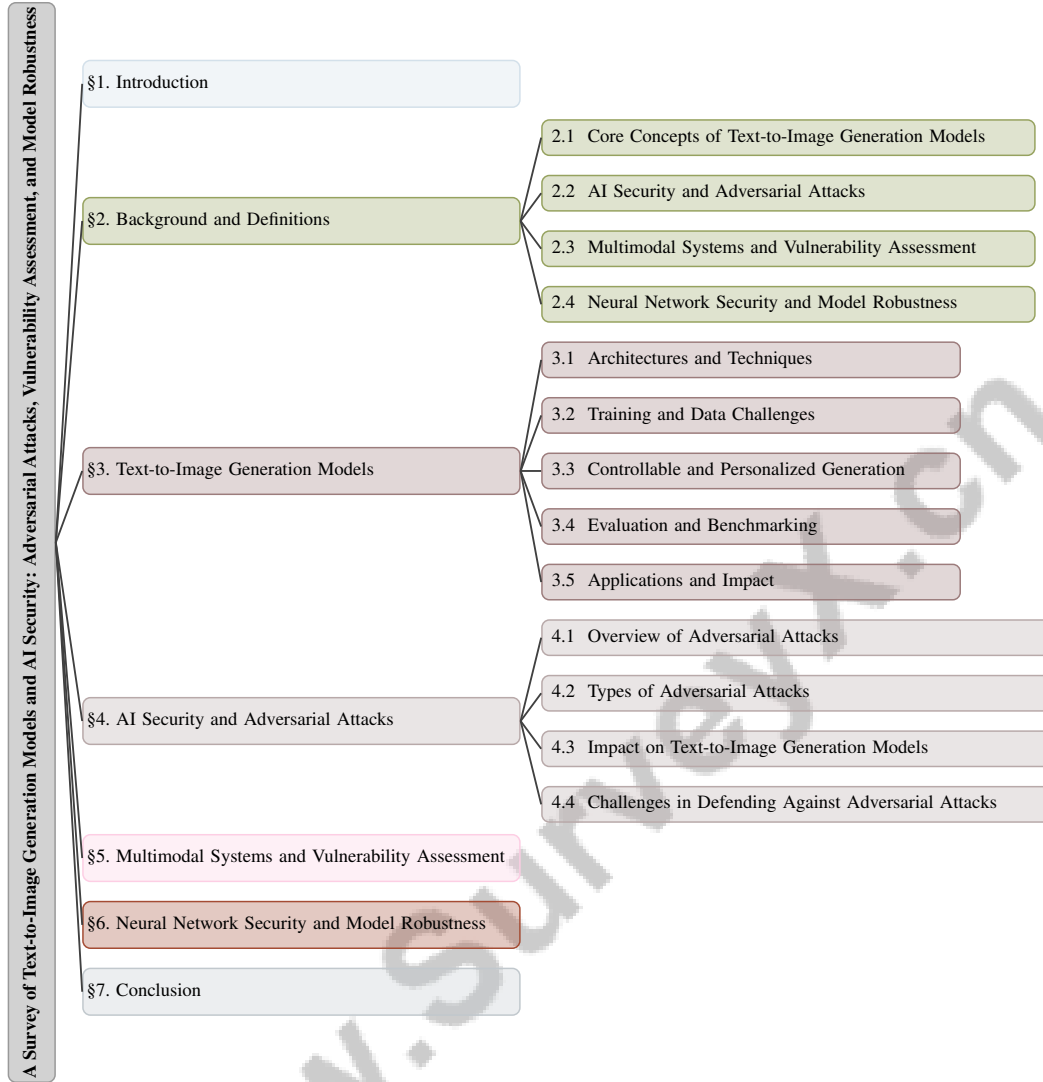 A Survey of Text-to-Image Generation Models and AI Security: Adversarial Attacks, Vulnerability Assessment, and Model Robustness
§1. Introduction
§2. Background and Definitions
2.1 Core Concepts of Text-to-Image Generation Models
2.2 AI Security and Adversarial Attacks
2.3 Multimodal Systems and Vulnerability Assessment
2.4 Neural Network Security and Model Robustness
§3. Text-to-Image Generation Models
3.1 Architectures and Techniques
3.2 Training and Data Challenges
3.3 Controllable and Personalized Generation
3.4 Evaluation and Benchmarking
3.5 Applications and Impact
§4. AI Security and Adversarial Attacks
4.1 Overview of Adversarial Attacks
4.2 Types of Adversarial Attacks
4.3 Impact on Text-to-Image Generation Models
4.4 Challenges in Defending Against Adversarial Attacks
§5. Multimodal Systems and Vulnerability Assessment
§6. Neural Network Security and Model Robustness
§7. Conclusion
w.Surveyx.cn